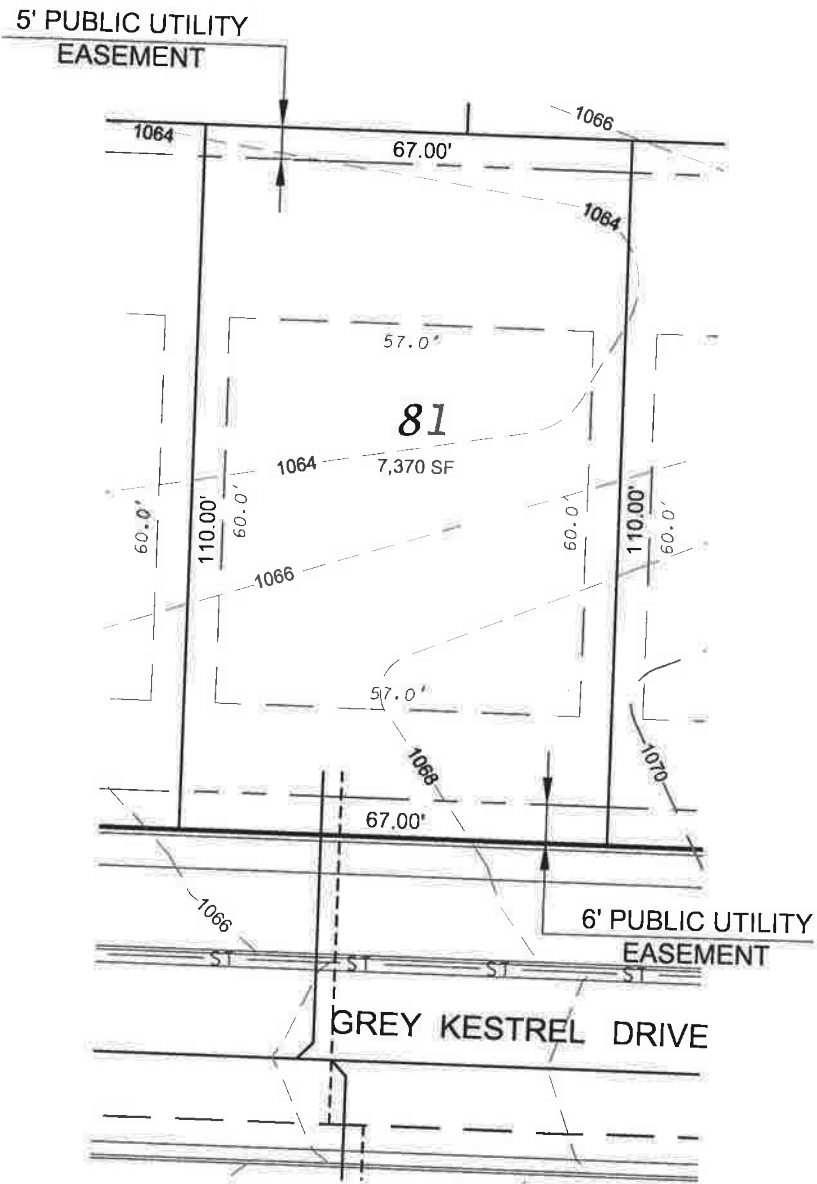 5' PUBLIC UTILITY
EASEMENT
1066
1064
67.00'
1064
57.0'
81
1064
7,370 SF
60.0'
110.00'
60.0'
60.0'
110.00'
60.0'
1066
57.0'
1068
1070
67.00'
1066
6' PUBLIC UTILITY
EASEMENT
ST
ST
ST
ST
GREY KESTREL DRIVE